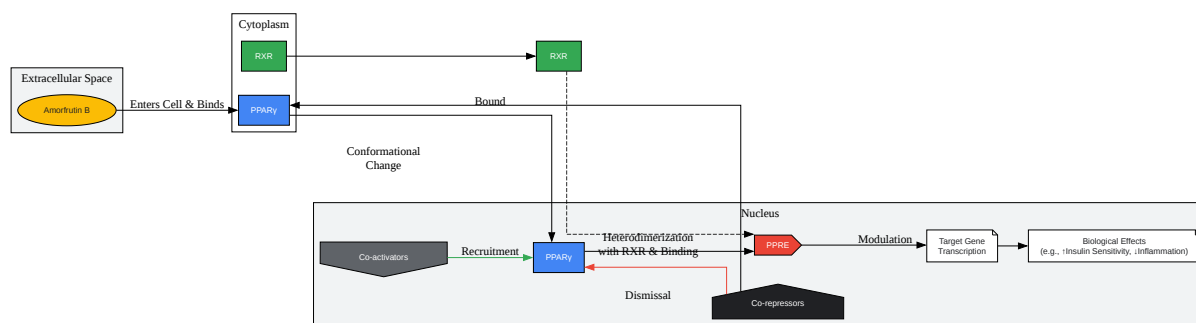 Cytoplasm
RXR
RXR
Extracellular Space
Amorfrutin B
Enters Cell & Binds
PPARγ
Bound
Conformational
Change
Nucleus
Co-activators
Recruitment
PPARγ
Heterodimerization
with RXR & Binding
PPRE
Modulation
Target Gene
Transcription
Biological Effects
(e.g., ↑Insulin Sensitivity, ↓Inflammation)
Dismissal
Co-repressors